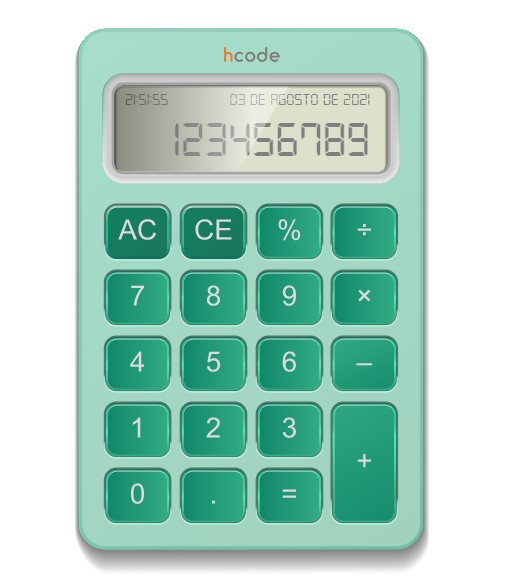 hcode
21:51:55 03 DE AGOSTO DE 2021
123456789
AC CE % ÷
7 8 9 ×
4 5 6 –
1 2 3
+
0 . =